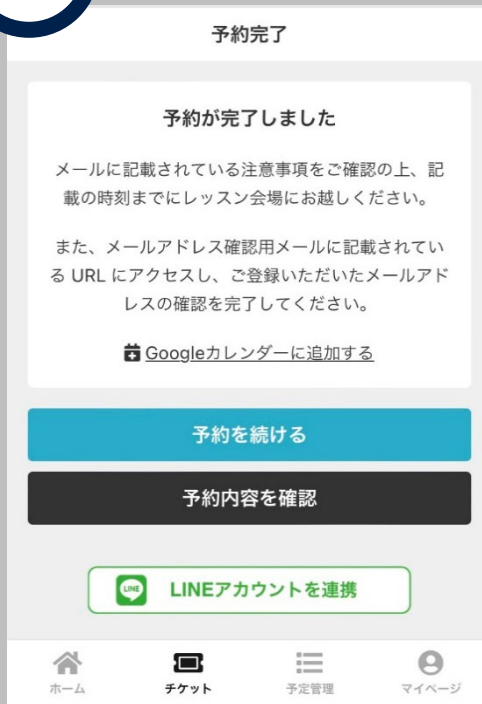 予約完了
予約が完了しました
メールに記載されている注意事項をご確認の上、記
載の時刻までにレッスン会場にお越しください。
また、メールアドレス確認用メールに記載されてい
る URL にアクセスし、ご登録いただいたメールアド
レスの確認を完了してください。
Googleカレンダーに追加する
予約を続ける
予約内容を確認
LINE LINEアカウントを連携
ホーム チケット 予定管理 マイページ